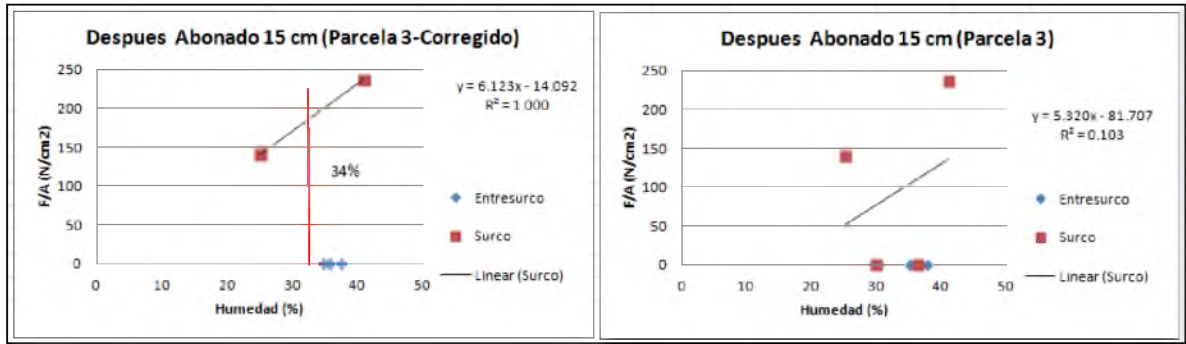 Despues Abonado 15 cm (Parcela 3-Corregido)
250
200
150
100
50
0
F/A (N/cm2)
0 10 20 30 40 50
Humedad (%)
34%
y = 6.123x - 14.092
R² = 1.000
Entresurco
Surco
Linear (Surco)
Despues Abonado 15 cm (Parcela 3)
250
200
150
100
50
0
F/A (N/cm2)
0 10 20 30 40 50
Humedad (%)
y = 5.320x - 81.707
R² = 0.103
Entresurco
Surco
Linear (Surco)